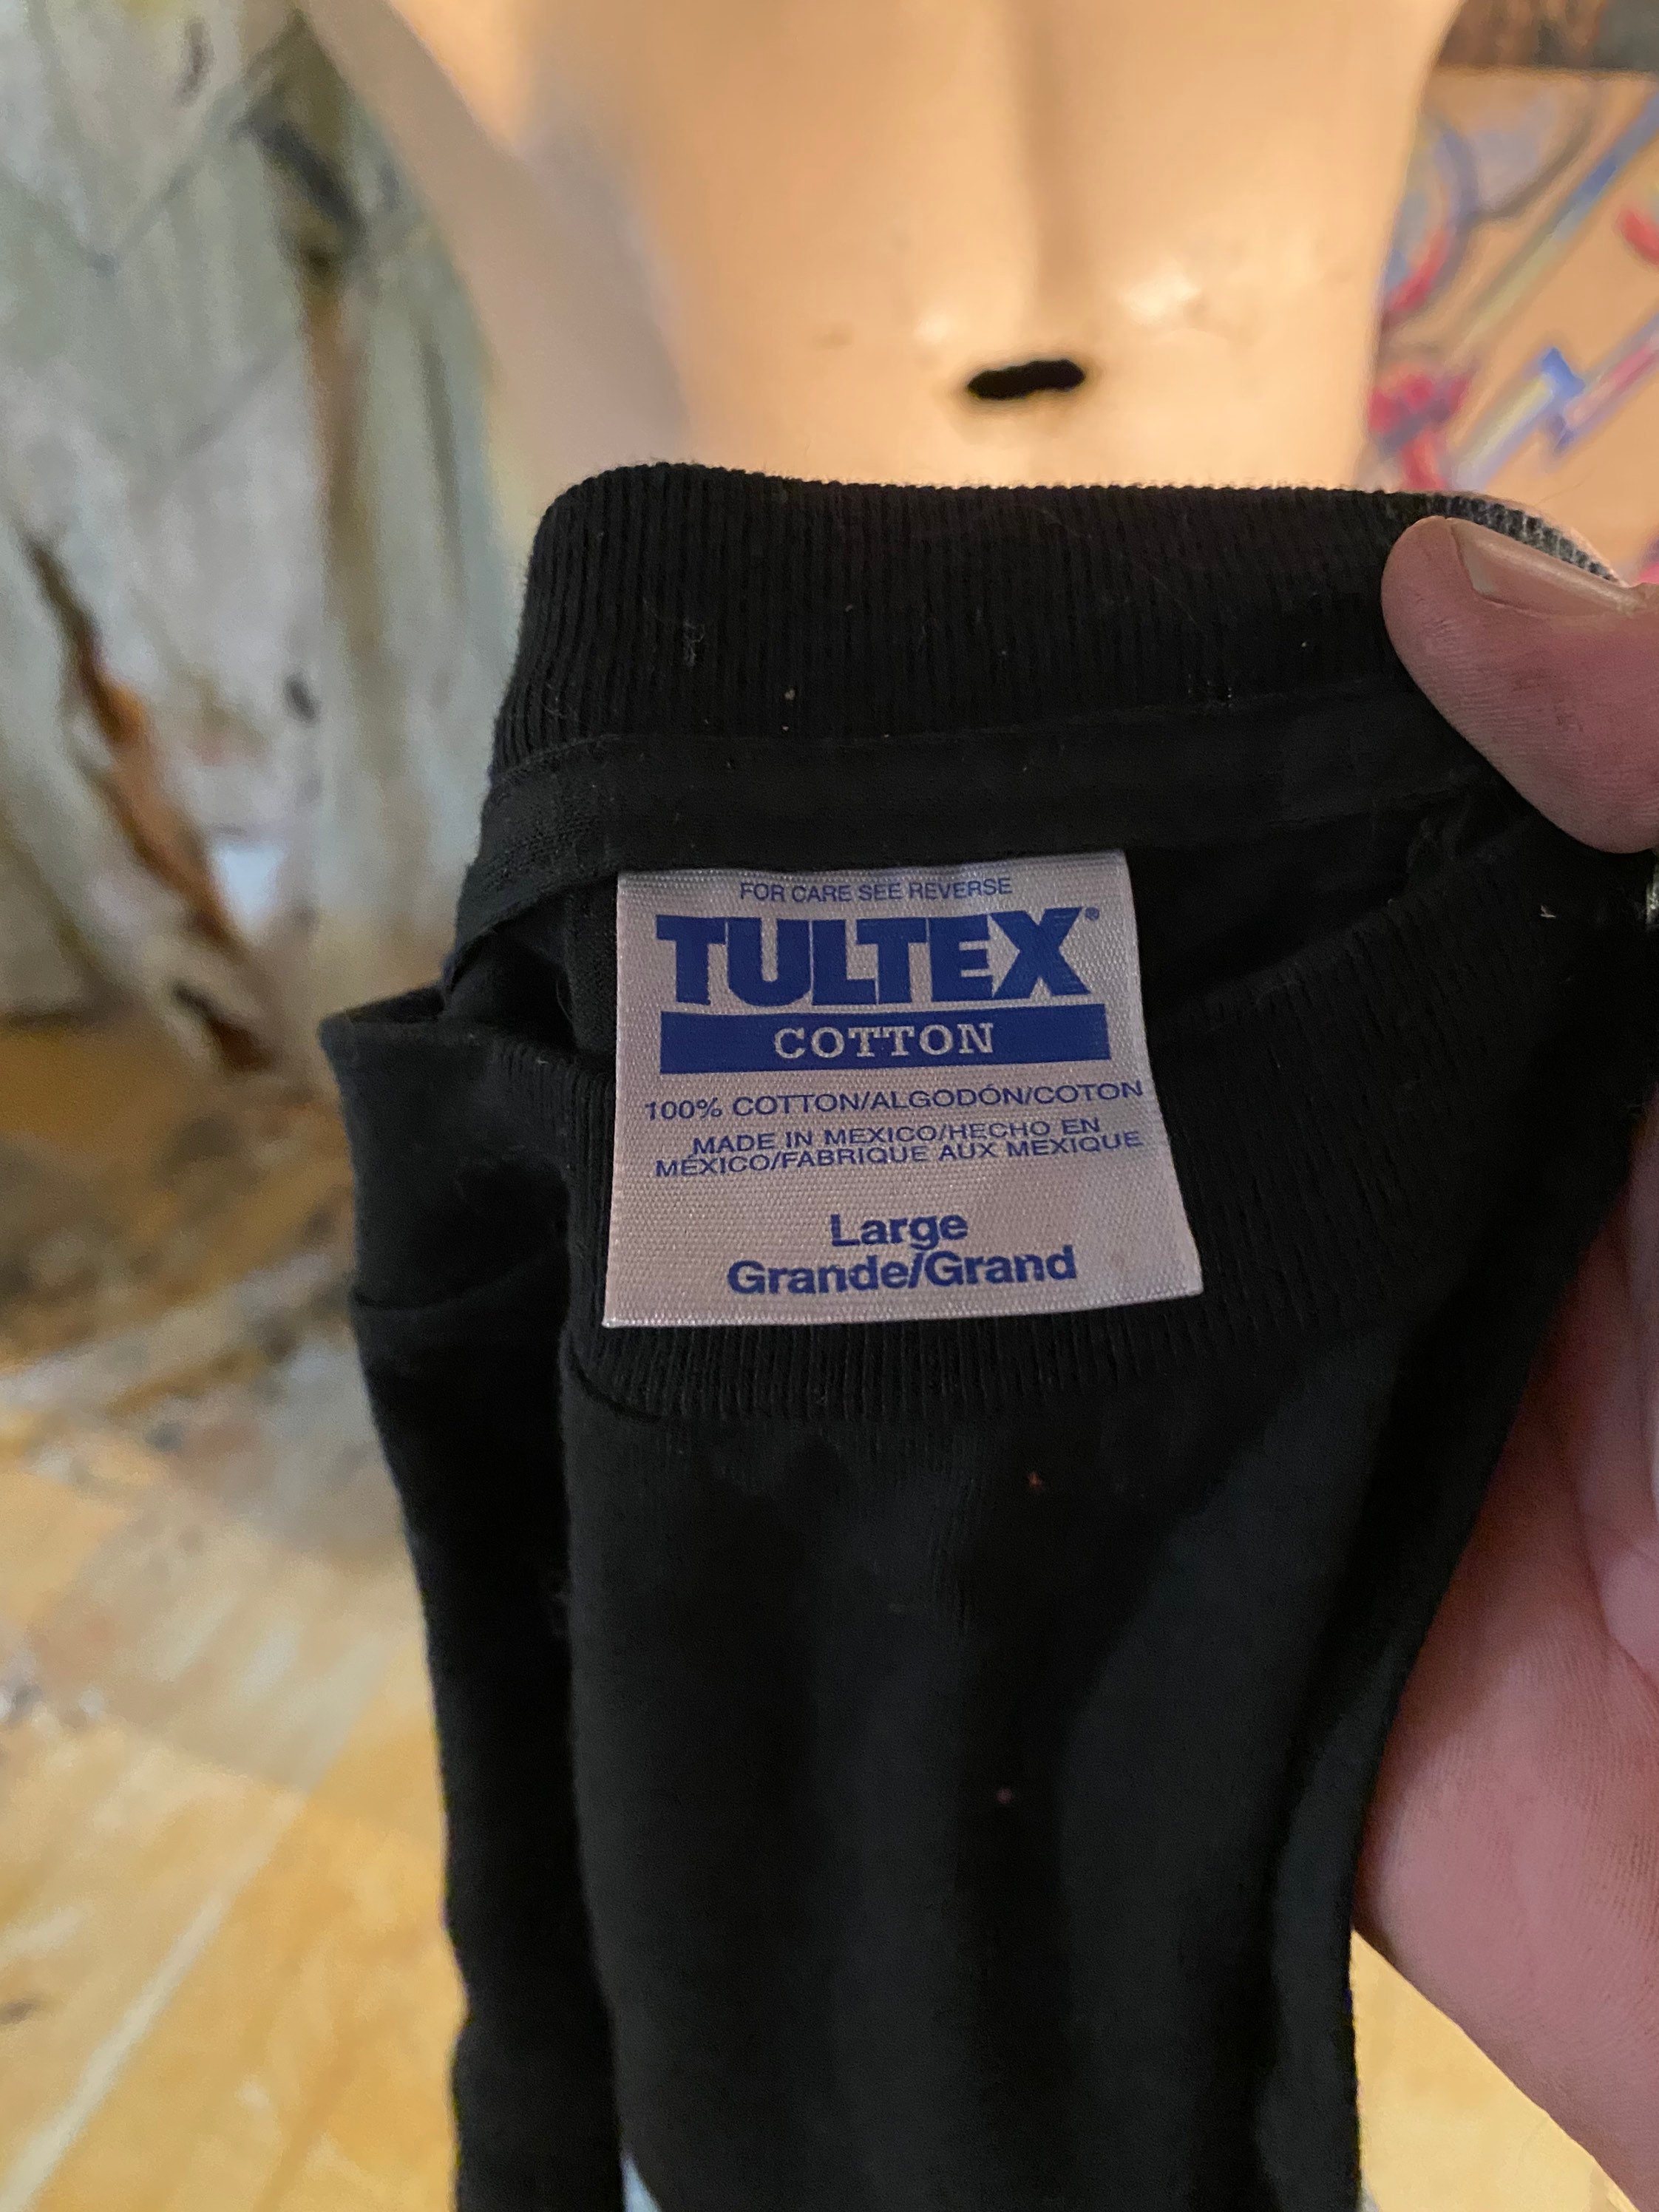 FOR CARE SEE REVERSE
TULTEX®
COTTON
100% COTTON/ALGODÓN/COTON
MADE IN MEXICO/HECHO EN
MÉXICO/FABRIQUE AUX MEXIQUE
Large
Grande/Grand